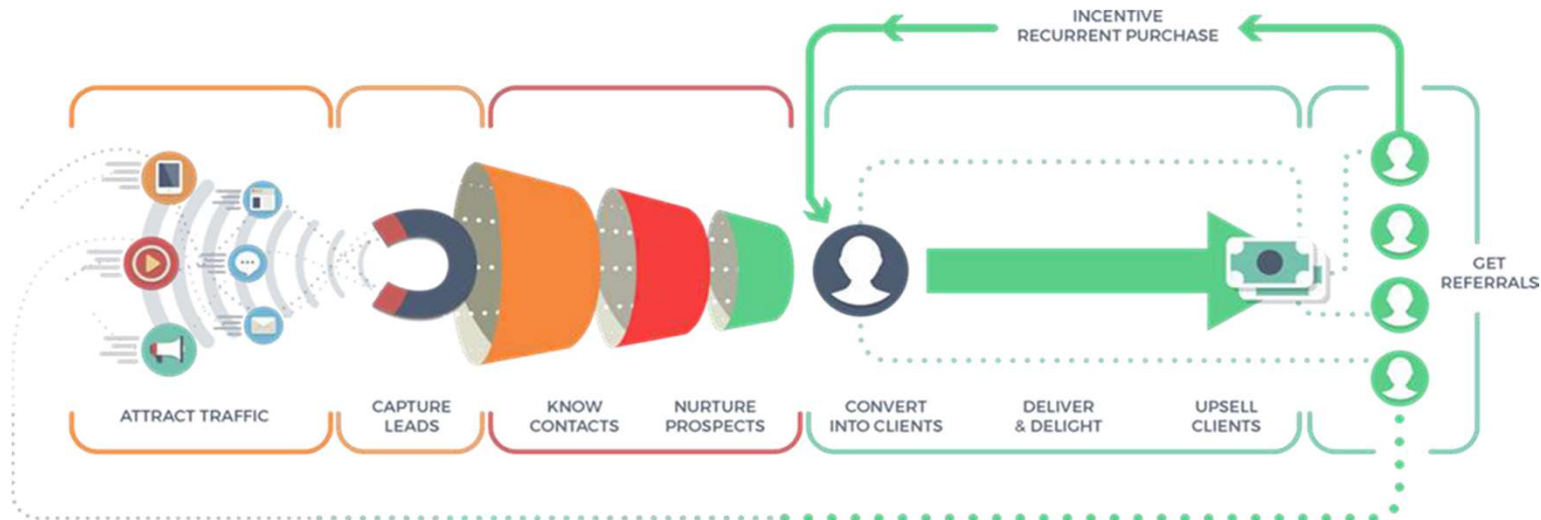 INCENTIVE
RECURRENT PURCHASE
GET
REFERRALS
ATTRACT TRAFFIC
CAPTURE
LEADS
KNOW
CONTACTS
NURTURE
PROSPECTS
CONVERT
INTO CLIENTS
DELIVER
& DELIGHT
UPSELL
CLIENTS